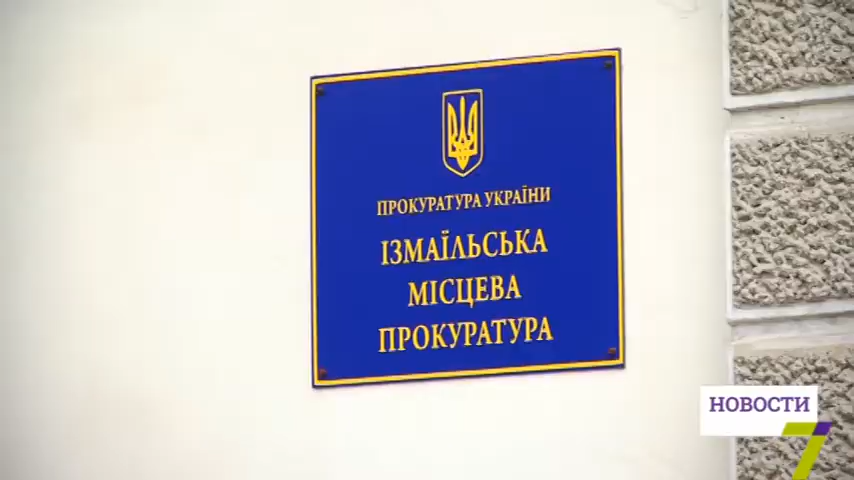 ПРОКУРАТУРА УКРАЇНИ
ІЗМАЇЛЬСЬКА
МІСЦЕВА
ПРОКУРАТУРА
НОВОСТИ
7